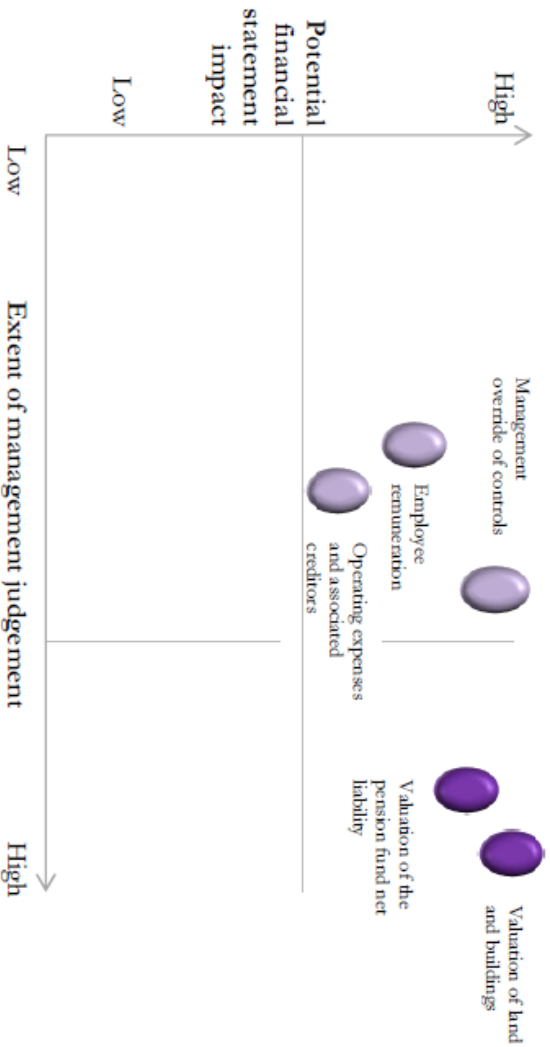 High
Potential
financial
statement
impact
Low
Management
override of controls
Employee
remuneration
Operating expenses
and associated
creditors
Valuation of land
and buildings
Valuation of the
pension fund net
liability
Low
Extent of management judgement
High